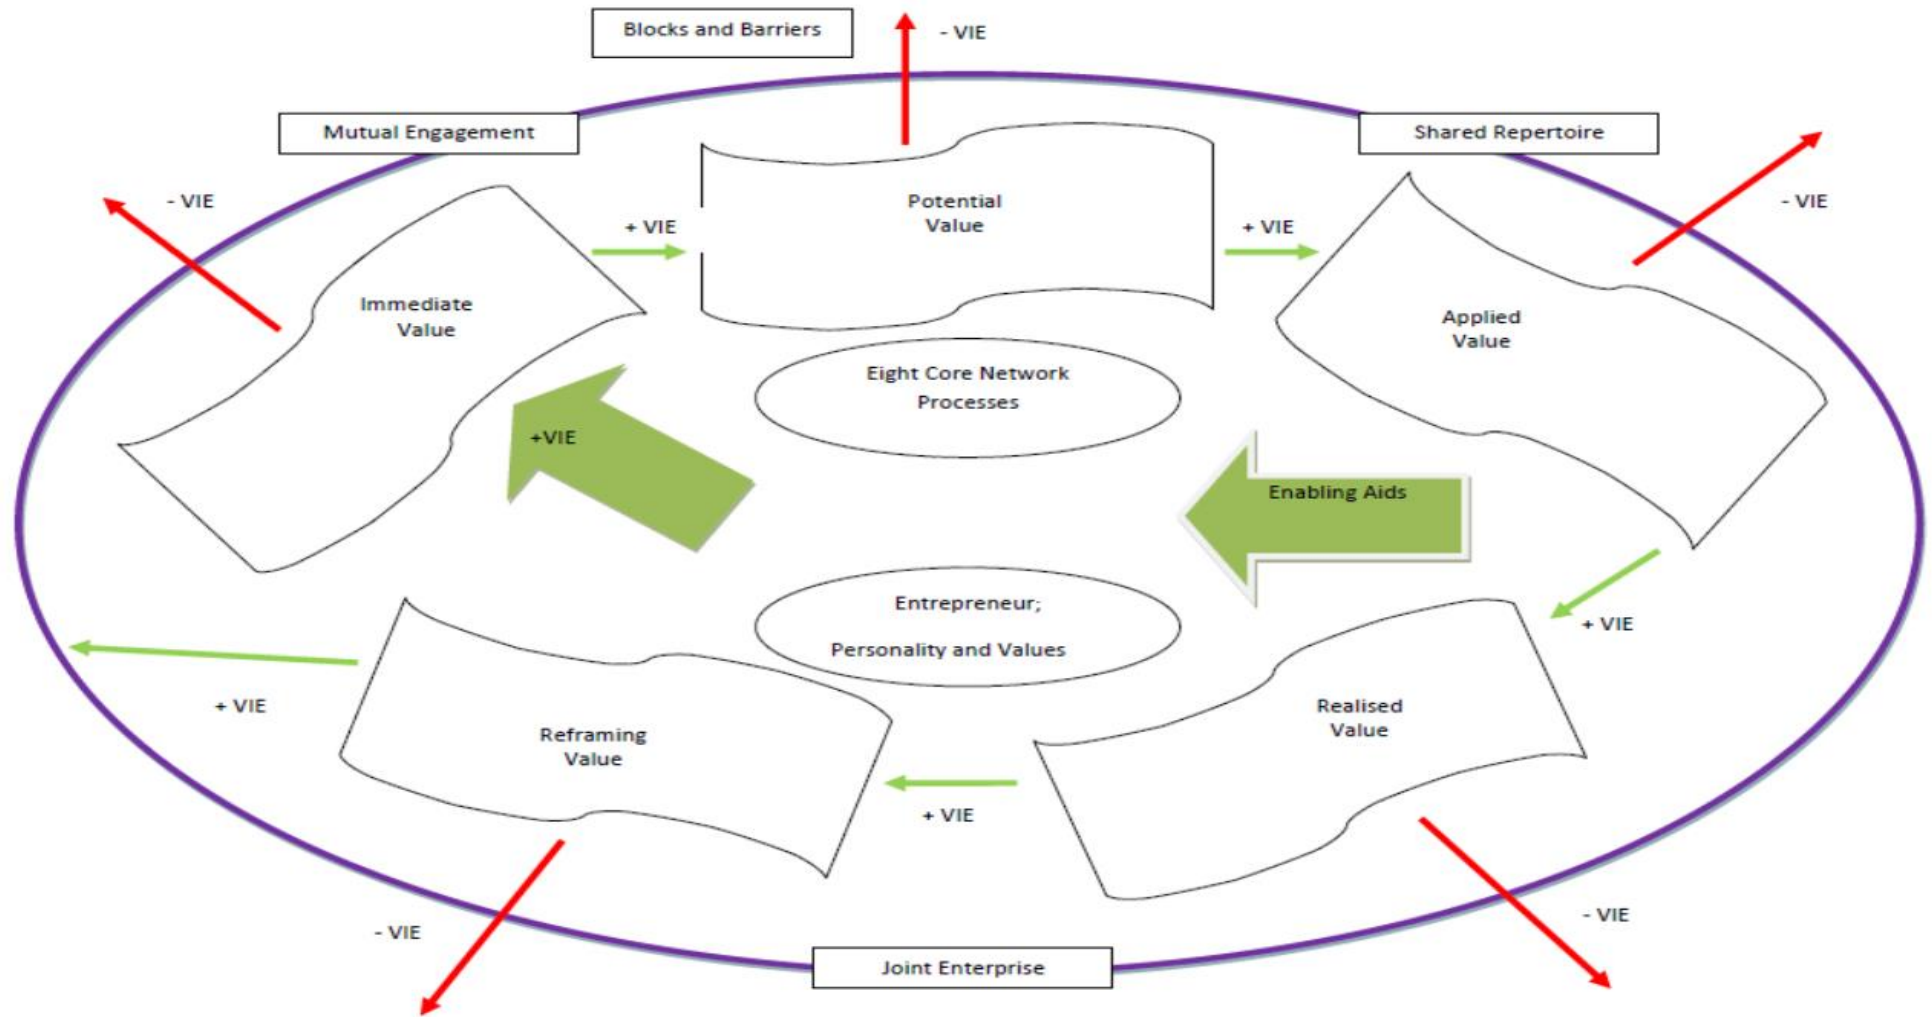 Blocks and Barriers
- VIE
Mutual Engagement
Shared Repertoire
- VIE
- VIE
Potential
Value
+ VIE
+ VIE
Immediate
Value
Applied
Value
Eight Core Network
Processes
+VIE
Enabling Aids
Entrepreneur;
Personality and Values
+ VIE
+ VIE
Realised
Value
Reframing
Value
+ VIE
- VIE
- VIE
Joint Enterprise